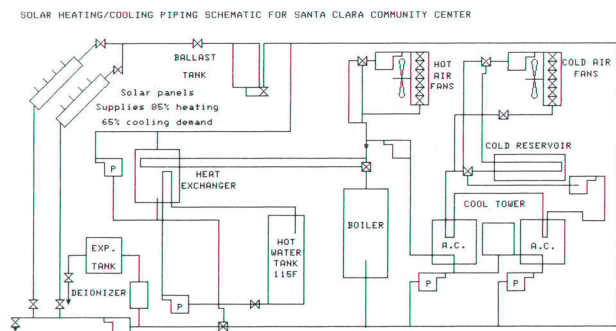 SOLAR HEATING/COOLING PIPING SCHEMATIC FOR SANTA CLARA COMMUNITY CENTER
BALLAST
TANK
HOT AIR
FANS
COLD AIR
FANS
Solar panels
Supplies 85% heating
65% cooling demand
COLD RESERVOIR
P
HEAT
EXCHANGER
COOL TOWER
BOILER
A.C.
A.C.
EXP.
TANK
HOT
WATER
TANK
115F
DEIONIZER
P
P
P